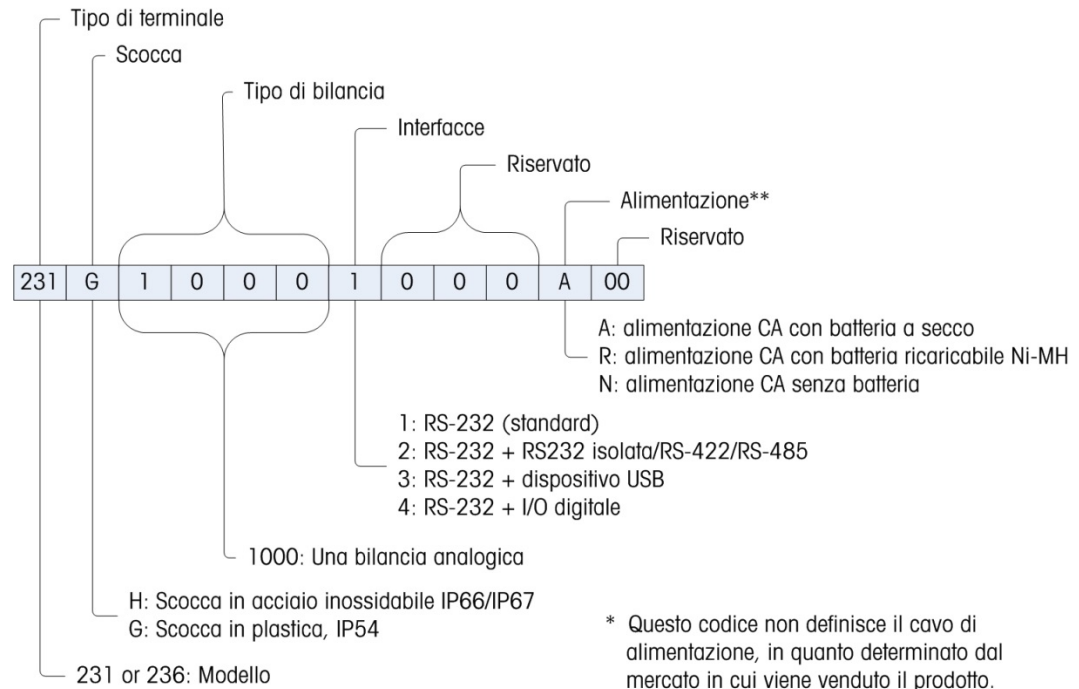 Tipo di terminale
Scocca
Tipo di bilancia
Interfacce
Riservato
Alimentazione**
Riservato
231 G 1 0 0 0 1 0 0 0 A 00
A: alimentazione CA con batteria a secco
R: alimentazione CA con batteria ricaricabile Ni-MH
N: alimentazione CA senza batteria
1: RS-232 (standard)
2: RS-232 + RS232 isolata/RS-422/RS-485
3: RS-232 + dispositivo USB
4: RS-232 + I/O digitale
1000: Una bilancia analogica
H: Scocca in acciaio inossidabile IP66/IP67
G: Scocca in plastica, IP54
231 or 236: Modello
* Questo codice non definisce il cavo di
alimentazione, in quanto determinato dal
mercato in cui viene venduto il prodotto.